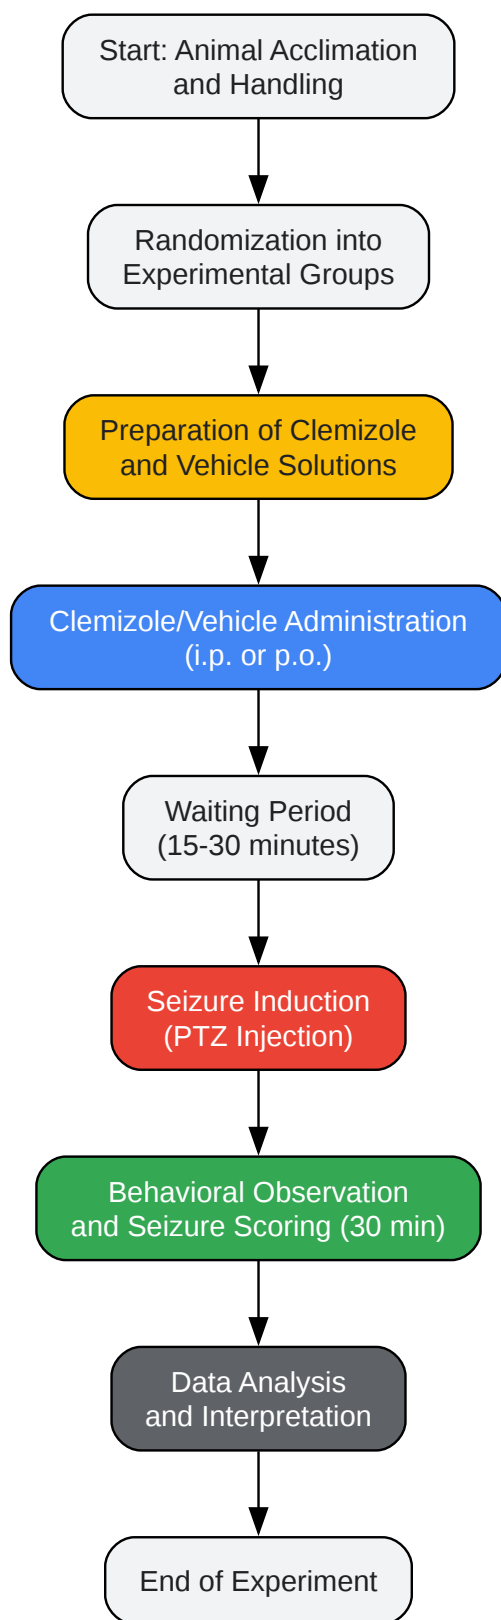 Start: Animal Acclimation
and Handling
Randomization into
Experimental Groups
Preparation of Clemizole
and Vehicle Solutions
Clemizole/Vehicle Administration
(i.p. or p.o.)
Waiting Period
(15-30 minutes)
Seizure Induction
(PTZ Injection)
Behavioral Observation
and Seizure Scoring (30 min)
Data Analysis
and Interpretation
End of Experiment